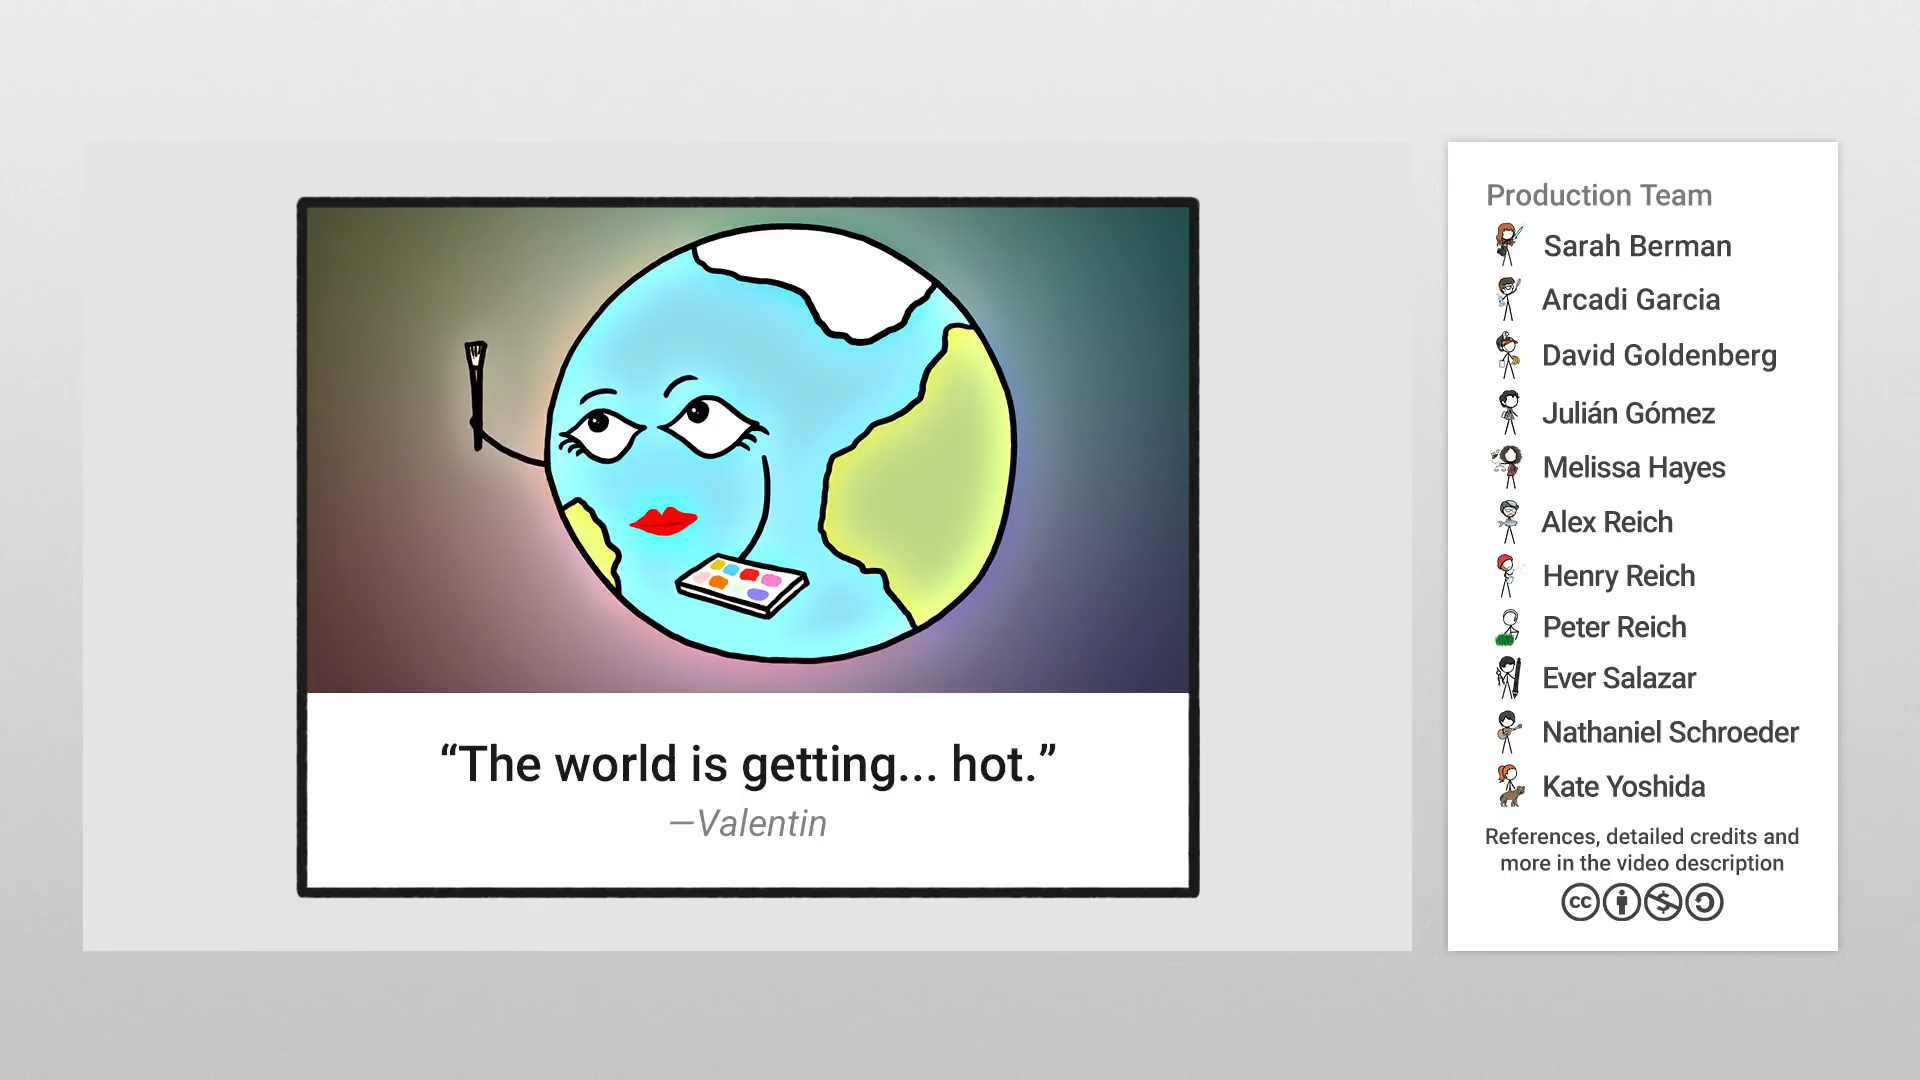 “The world is getting... hot.”
—Valentin
Production Team
Sarah Berman
Arcadi Garcia
David Goldenberg
Julián Gómez
Melissa Hayes
Alex Reich
Henry Reich
Peter Reich
Ever Salazar
Nathaniel Schroeder
Kate Yoshida
References, detailed credits and
more in the video description
cc